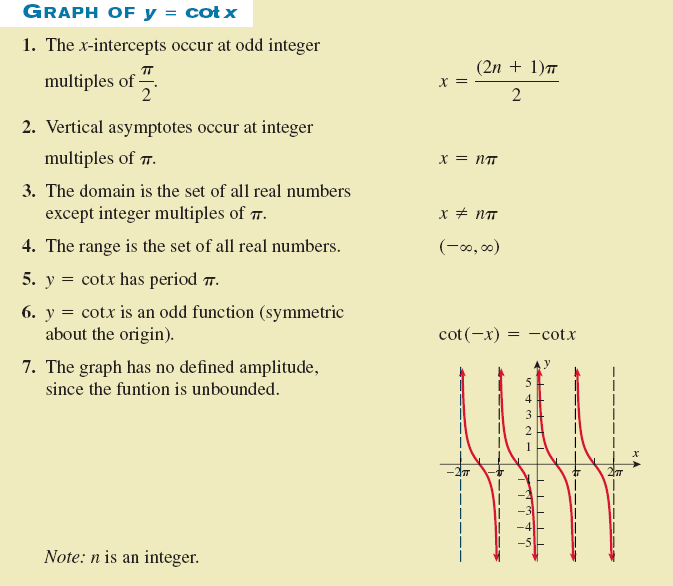 GRAPH OF y = cot x
1. The x-intercepts occur at odd integer
multiples of π/2.
x = (2n + 1)π/2
2. Vertical asymptotes occur at integer
multiples of π.
x = nπ
3. The domain is the set of all real numbers
except integer multiples of π.
x ≠ nπ
4. The range is the set of all real numbers.
(−∞, ∞)
5. y = cotx has period π.
6. y = cotx is an odd function (symmetric
about the origin).
cot(−x) = −cotx
7. The graph has no defined amplitude,
since the funtion is unbounded.
y
5
4
3
2
1
x
−2π −π π 2π
−1
−2
−3
−4
−5
Note: n is an integer.